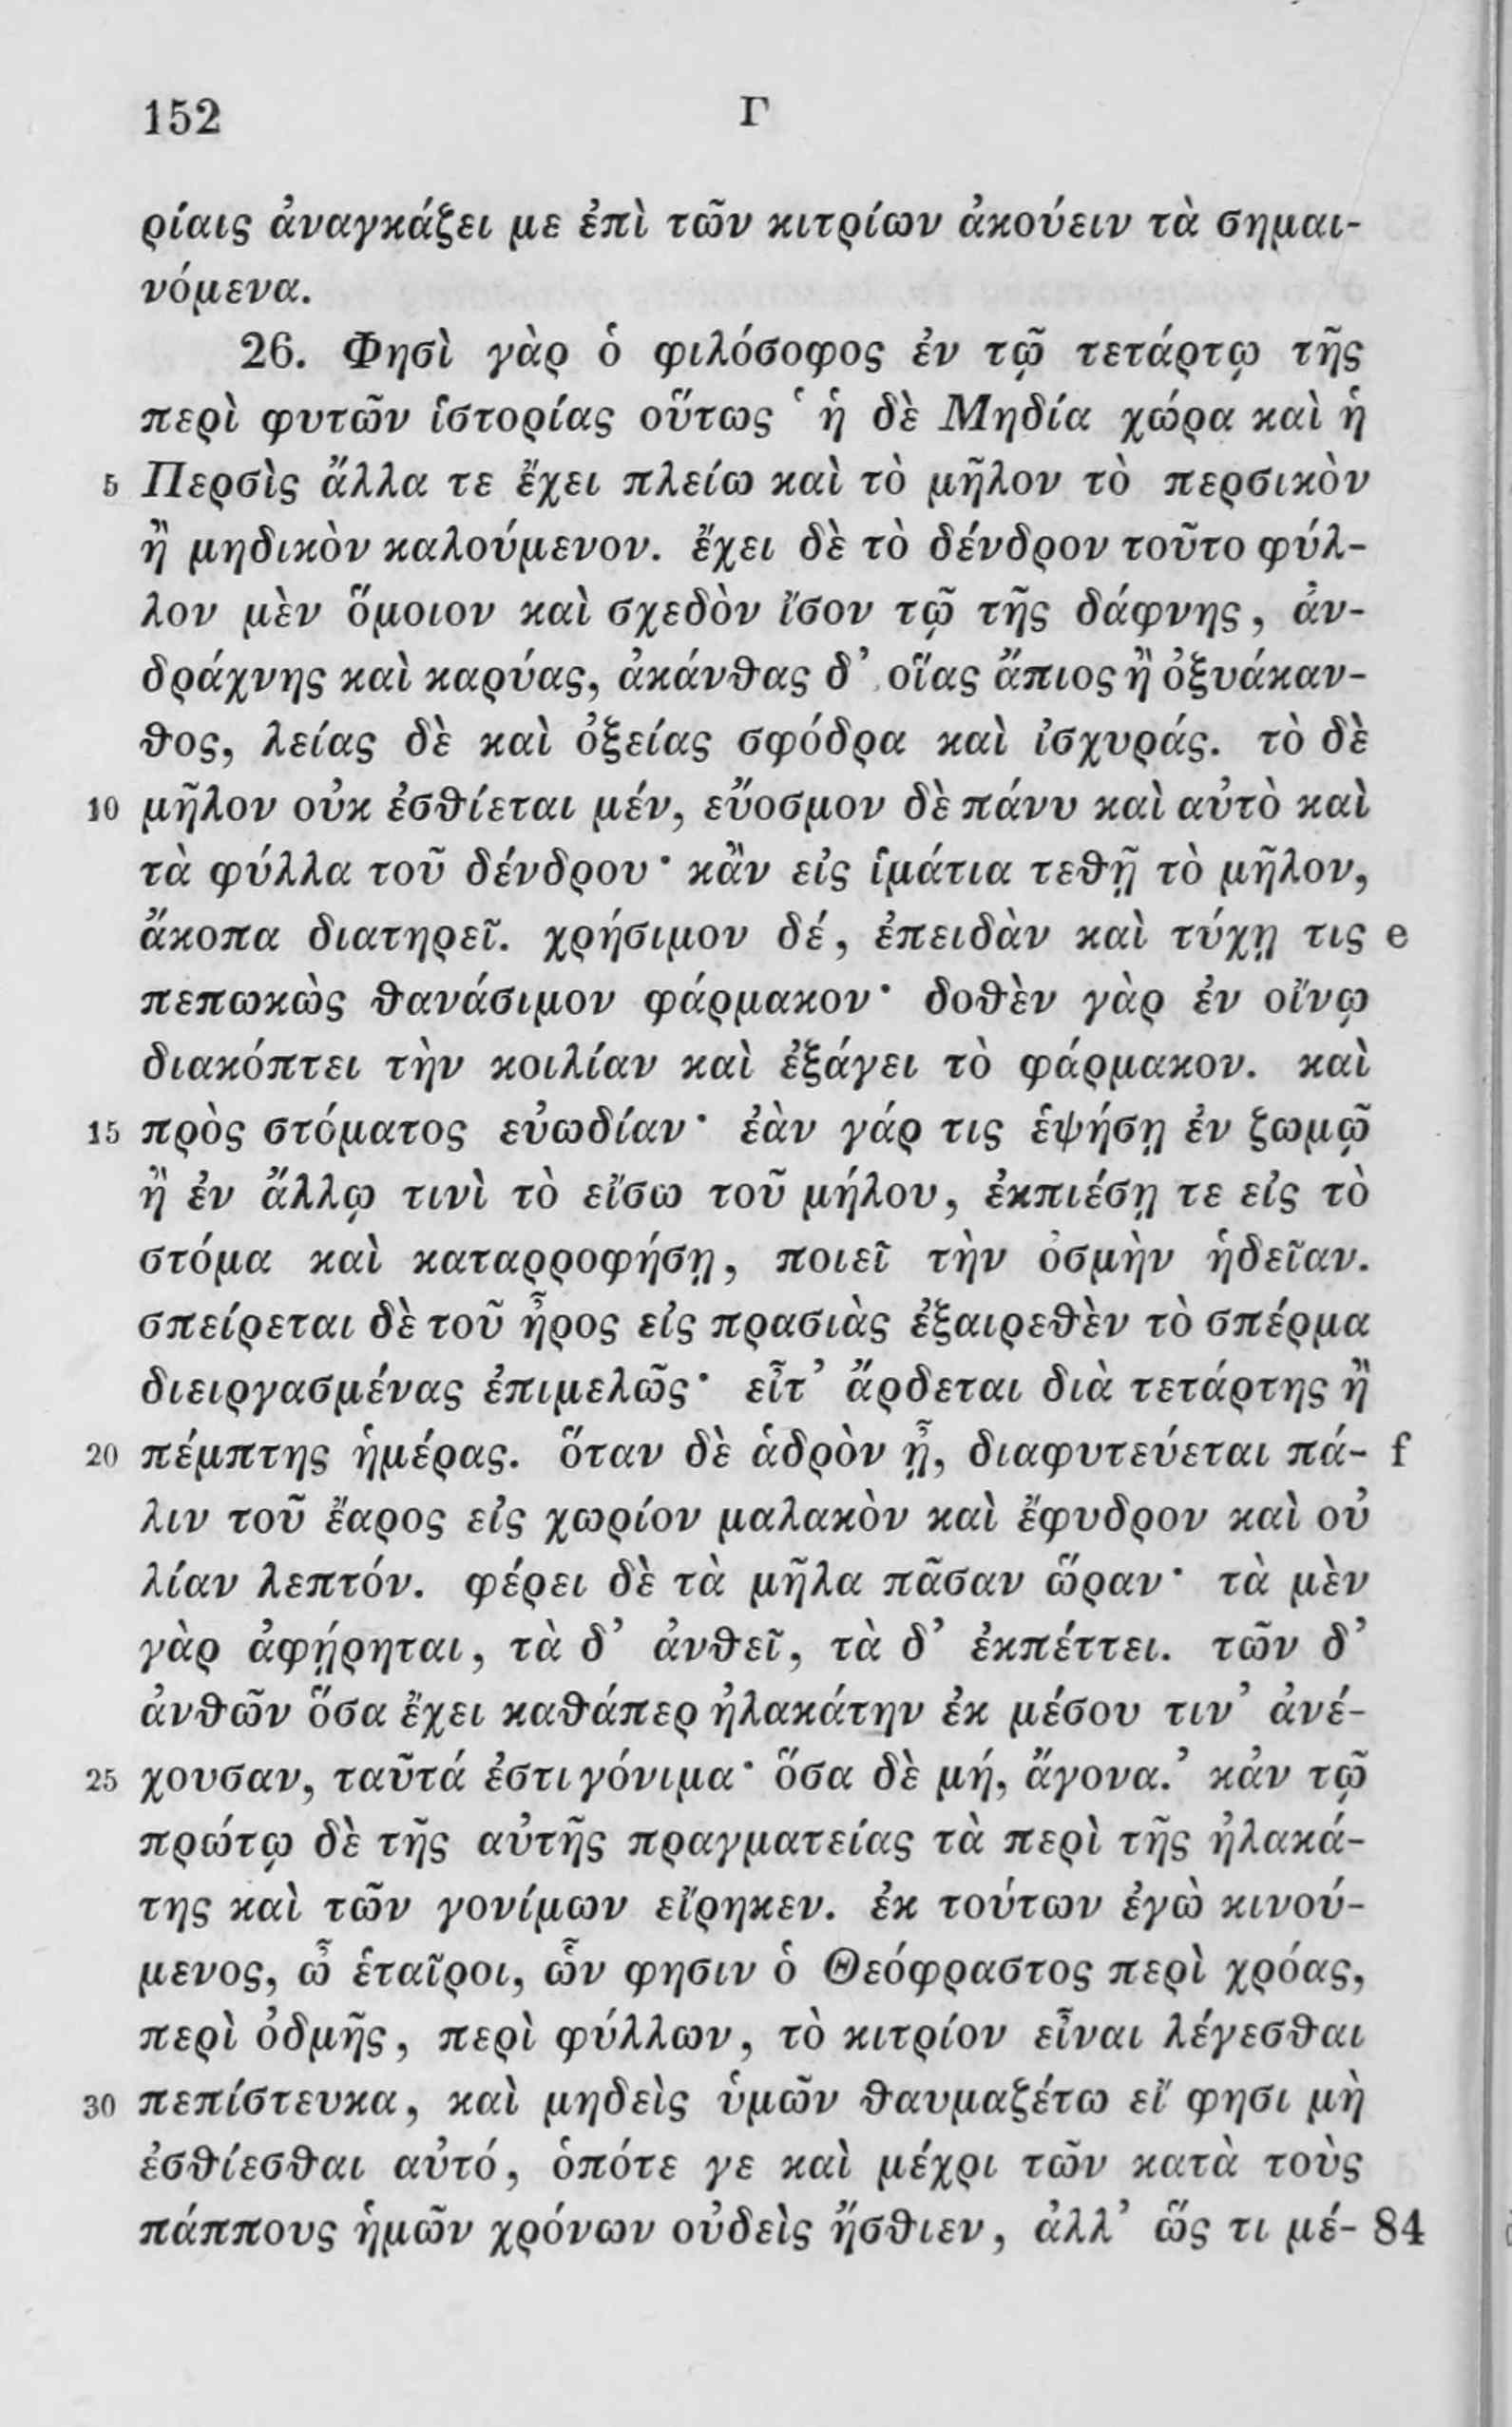 152 Γ
ρίαις ἀναγκάζει με ἐπὶ τῶν κιτρίων ἀκούειν τὰ σημαι-
νόμενα.
26. Φησὶ γὰρ ὁ φιλόσοφος ἐν τῷ τετάρτῳ τῆς
περὶ φυτῶν ἱστορίας οὕτως ‘ἡ δὲ Μηδία χώρα καὶ ἡ
5 Περσὶς ἄλλα τε ἔχει πλείω καὶ τὸ μῆλον τὸ περσικὸν
ἢ μηδικὸν καλούμενον. ἔχει δὲ τὸ δένδρον τοῦτο φύλ-
λον μὲν ὅμοιον καὶ σχεδὸν ἴσον τῷ τῆς δάφνης, ἀν-
δράχνης καὶ καρύας, ἀκάνθας δ’ οἵας ἄπιος ἢ ὀξυάκαν-
θος, λείας δὲ καὶ ὀξείας σφόδρα καὶ ἰσχυράς. τὸ δὲ
10 μῆλον οὐκ ἐσθίεται μέν, εὔοσμον δὲ πάνυ καὶ αὐτὸ καὶ
τὰ φύλλα τοῦ δένδρου· κἂν εἰς ἱμάτια τεθῇ τὸ μῆλον,
ἄκοπα διατηρεῖ. χρήσιμον δέ, ἐπειδὰν καὶ τύχῃ τις e
πεπωκὼς θανάσιμον φάρμακον· δοθὲν γὰρ ἐν οἴνῳ
διακόπτει τὴν κοιλίαν καὶ ἐξάγει τὸ φάρμακον. καὶ
15 πρὸς στόματος εὐωδίαν· ἐὰν γάρ τις ἑψήσῃ ἐν ζωμῷ
ἢ ἐν ἄλλῳ τινὶ τὸ εἴσω τοῦ μήλου, ἐκπιέσῃ τε εἰς τὸ
στόμα καὶ καταρροφήσῃ, ποιεῖ τὴν ὀσμὴν ἡδεῖαν.
σπείρεται δὲ τοῦ ἦρος εἰς πρασιὰς ἐξαιρεθὲν τὸ σπέρμα
διειργασμένας ἐπιμελῶς· εἶτ’ ἄρδεται διὰ τετάρτης ἢ
20 πέμπτης ἡμέρας. ὅταν δὲ ἁδρὸν ᾖ, διαφυτεύεται πά- f
λιν τοῦ ἔαρος εἰς χωρίον μαλακὸν καὶ ἔφυδρον καὶ οὐ
λίαν λεπτόν. φέρει δὲ τὰ μῆλα πᾶσαν ὥραν· τὰ μὲν
γὰρ ἀφῄρηται, τὰ δ’ ἀνθεῖ, τὰ δ’ ἐκπέττει. τῶν δ’
ἀνθῶν ὅσα ἔχει καθάπερ ἠλακάτην ἐκ μέσου τιν’ ἀνέ-
25 χουσαν, ταῦτά ἐστι γόνιμα· ὅσα δὲ μή, ἄγονα.’ κἀν τῷ
πρώτῳ δὲ τῆς αὐτῆς πραγματείας τὰ περὶ τῆς ἠλακά-
της καὶ τῶν γονίμων εἴρηκεν. ἐκ τούτων ἐγὼ κινού-
μενος, ὦ ἑταῖροι, ὧν φησιν ὁ Θεόφραστος περὶ χρόας,
περὶ ὀδμῆς, περὶ φύλλων, τὸ κιτρίον εἶναι λέγεσθαι
30 πεπίστευκα, καὶ μηδεὶς ὑμῶν θαυμαζέτω εἴ φησι μὴ
ἐσθίεσθαι αὐτό, ὁπότε γε καὶ μέχρι τῶν κατὰ τοὺς
πάππους ἡμῶν χρόνων οὐδεὶς ἤσθιεν, ἀλλ’ ὥς τι μέ- 84